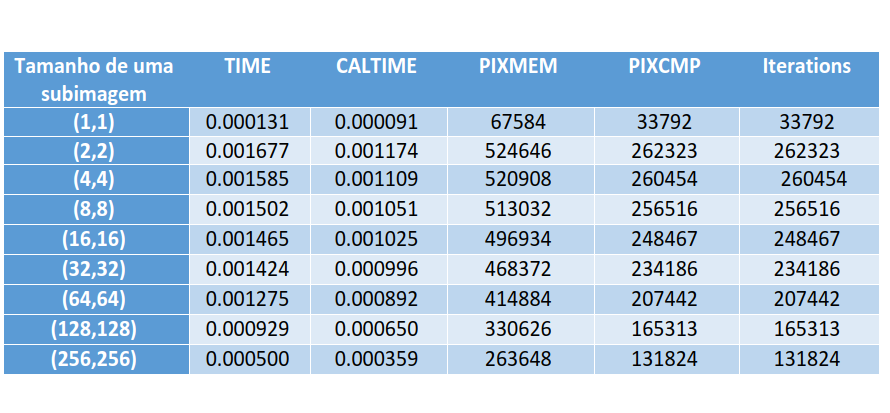 Tamanho de uma subimagem TIME CALTIME PIXMEM PIXCMP Iterations
(1,1) 0.000131 0.000091 67584 33792 33792
(2,2) 0.001677 0.001174 524646 262323 262323
(4,4) 0.001585 0.001109 520908 260454 260454
(8,8) 0.001502 0.001051 513032 256516 256516
(16,16) 0.001465 0.001025 496934 248467 248467
(32,32) 0.001424 0.000996 468372 234186 234186
(64,64) 0.001275 0.000892 414884 207442 207442
(128,128) 0.000929 0.000650 330626 165313 165313
(256,256) 0.000500 0.000359 263648 131824 131824